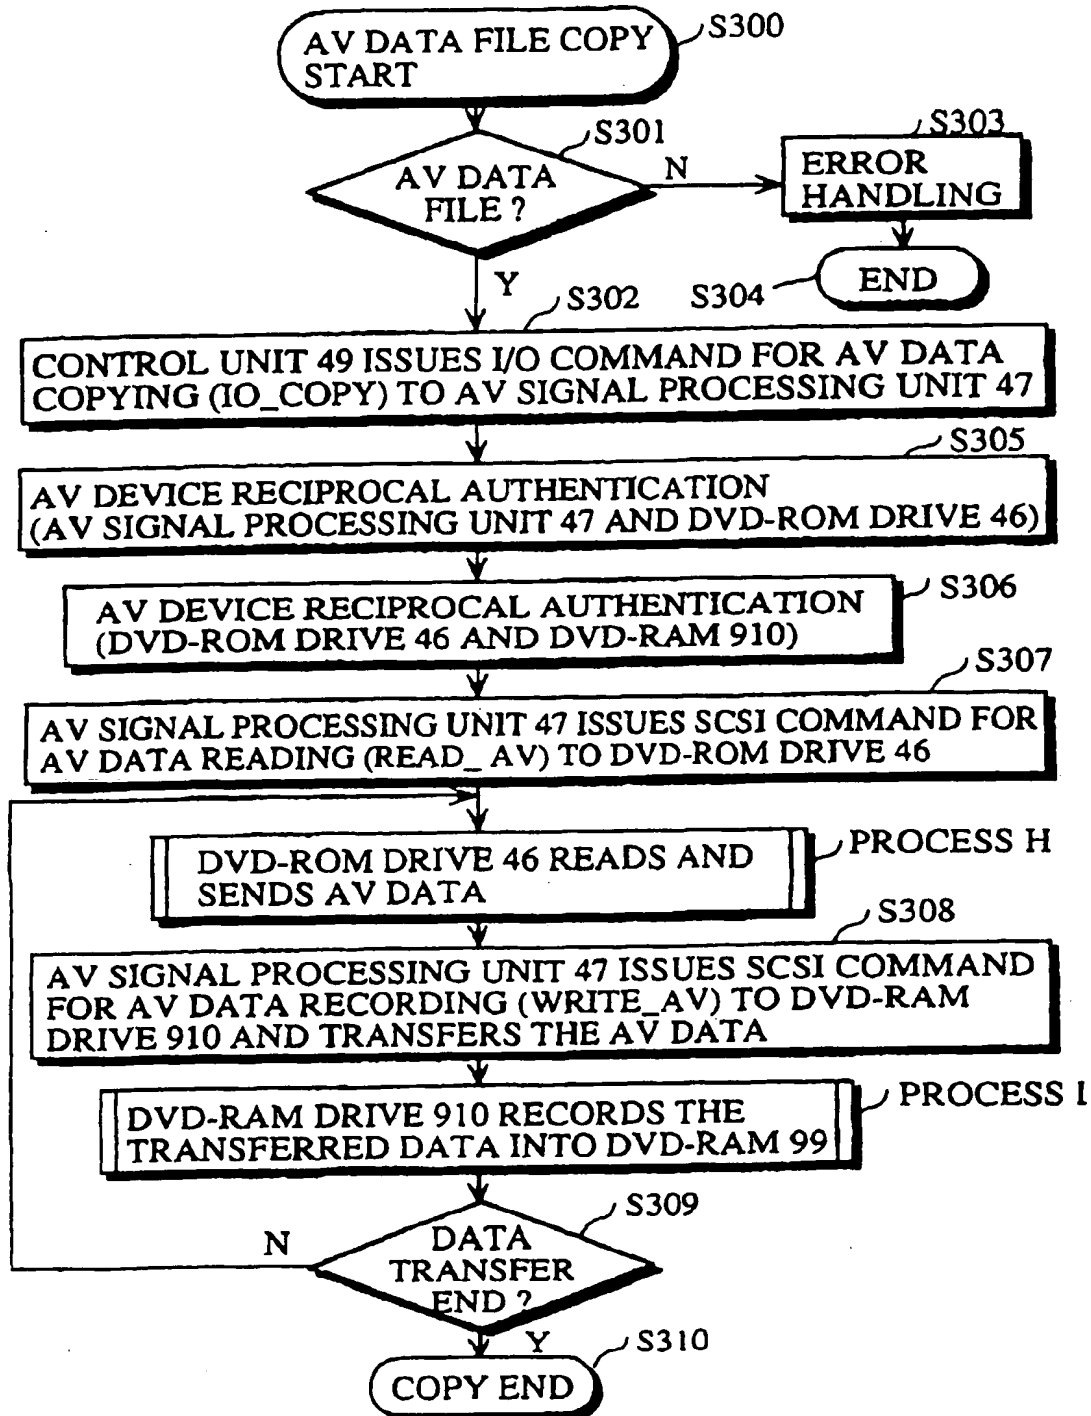 AV DATA FILE COPY
START
S300
S301
AV DATA
FILE ?
N
S303
ERROR
HANDLING
Y
S304
END
S302
CONTROL UNIT 49 ISSUES I/O COMMAND FOR AV DATA
COPYING (IO_COPY) TO AV SIGNAL PROCESSING UNIT 47
S305
AV DEVICE RECIPROCAL AUTHENTICATION
(AV SIGNAL PROCESSING UNIT 47 AND DVD-ROM DRIVE 46)
S306
AV DEVICE RECIPROCAL AUTHENTICATION
(DVD-ROM DRIVE 46 AND DVD-RAM 910)
S307
AV SIGNAL PROCESSING UNIT 47 ISSUES SCSI COMMAND FOR
AV DATA READING (READ_ AV) TO DVD-ROM DRIVE 46
PROCESS H
DVD-ROM DRIVE 46 READS AND
SENDS AV DATA
S308
AV SIGNAL PROCESSING UNIT 47 ISSUES SCSI COMMAND
FOR AV DATA RECORDING (WRITE_AV) TO DVD-RAM
DRIVE 910 AND TRANSFERS THE AV DATA
PROCESS I
DVD-RAM DRIVE 910 RECORDS THE
TRANSFERRED DATA INTO DVD-RAM 99
S309
N
DATA
TRANSFER
END ?
Y
S310
COPY END